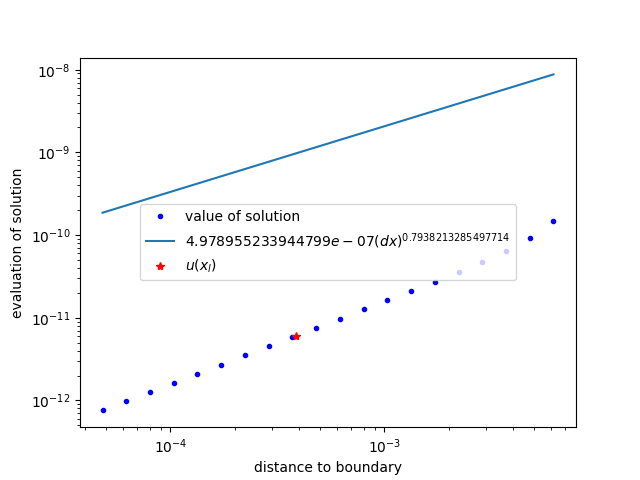 10⁻⁸
10⁻⁹
10⁻¹⁰
10⁻¹¹
10⁻¹²
evaluation of solution
value of solution
4.978955233944799e − 07(dx)^0.7938213285497714
u(x_l)
10⁻⁴
10⁻³
distance to boundary